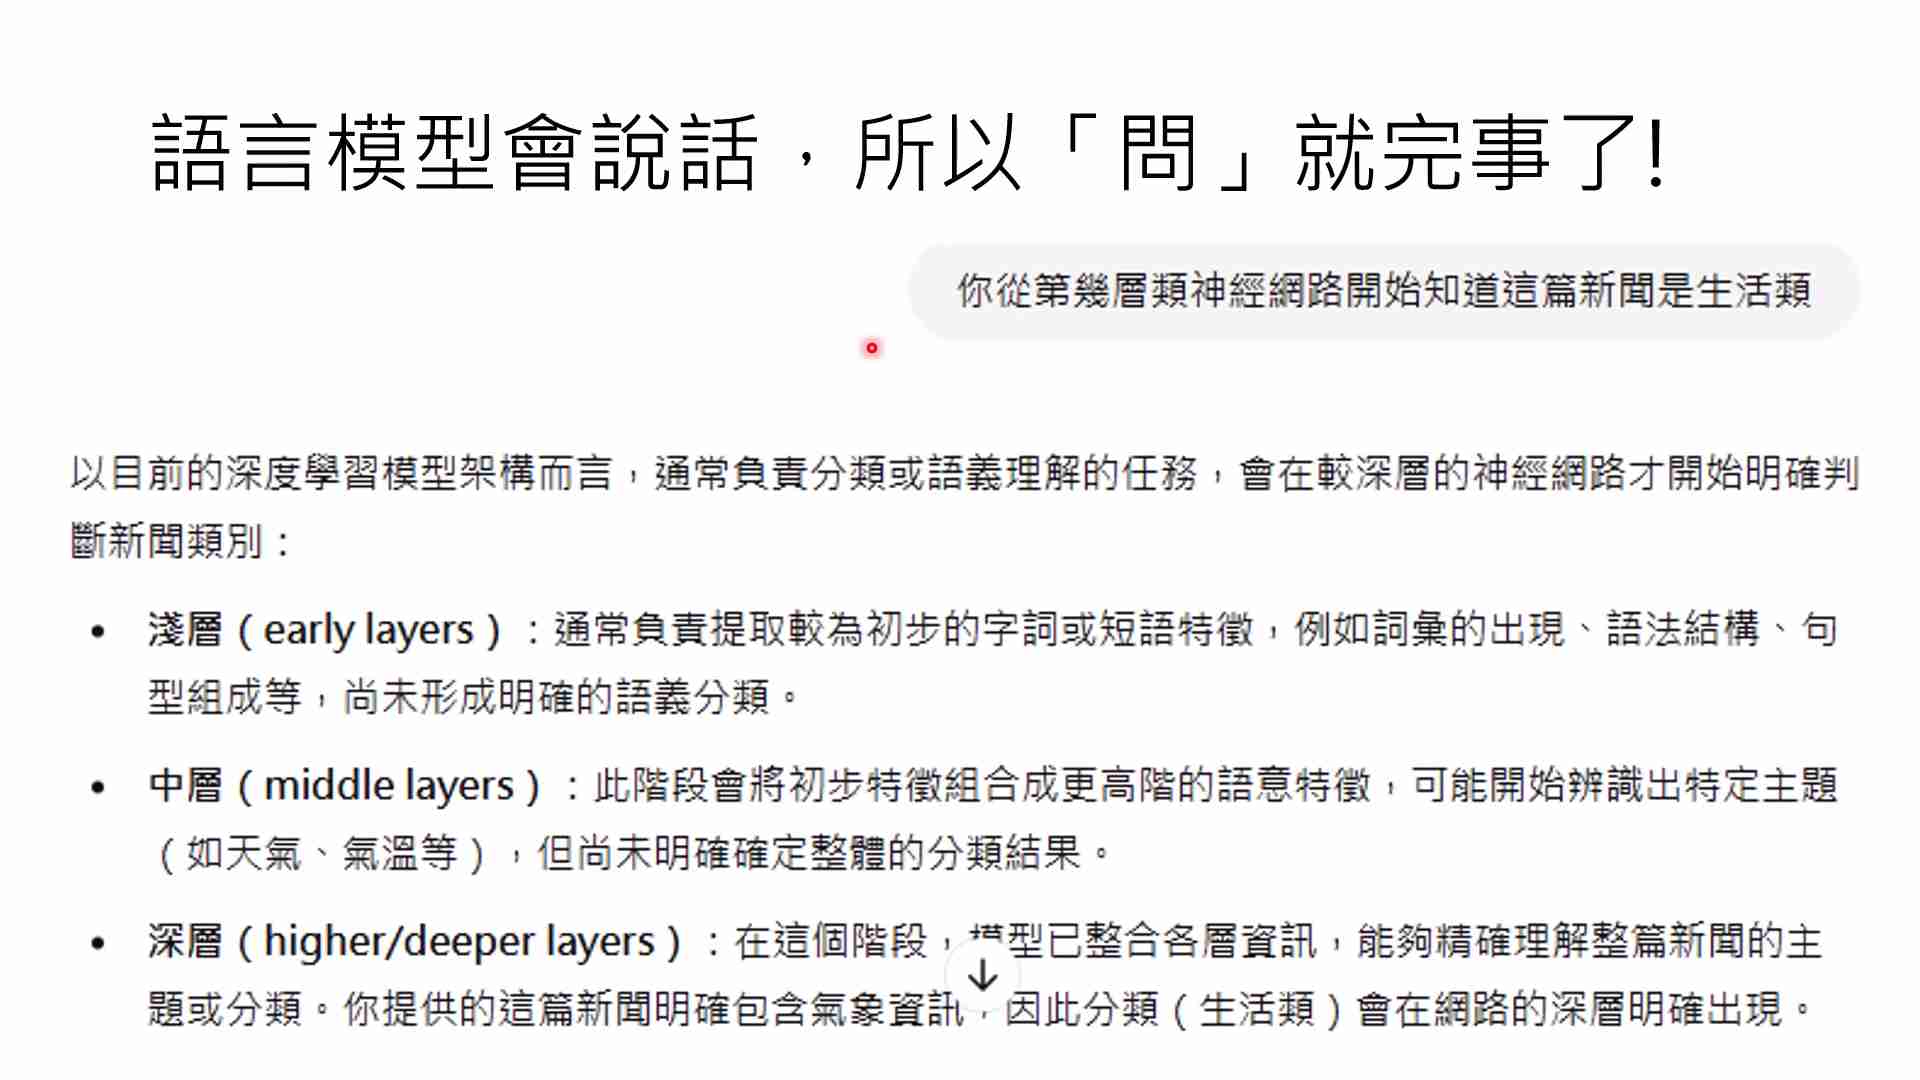 語言模型會說話，所以「問」就完事了!
你從第幾層類神經網路開始知道這篇新聞是生活類
以目前的深度學習模型架構而言，通常負責分類或語義理解的任務，會在較深層的神經網路才開始明確判
斷新聞類別：
• 淺層（early layers）：通常負責提取較為初步的字詞或短語特徵，例如詞彙的出現、語法結構、句
型組成等，尚未形成明確的語義分類。
• 中層（middle layers）：此階段會將初步特徵組合成更高階的語意特徵，可能開始辨識出特定主題
（如天氣、氣溫等），但尚未明確確定整體的分類結果。
• 深層（higher/deeper layers）：在這個階段，模型已整合各層資訊，能夠精確理解整篇新聞的主
題或分類。你提供的這篇新聞明確包含氣象資訊，因此分類（生活類）會在網路的深層明確出現。